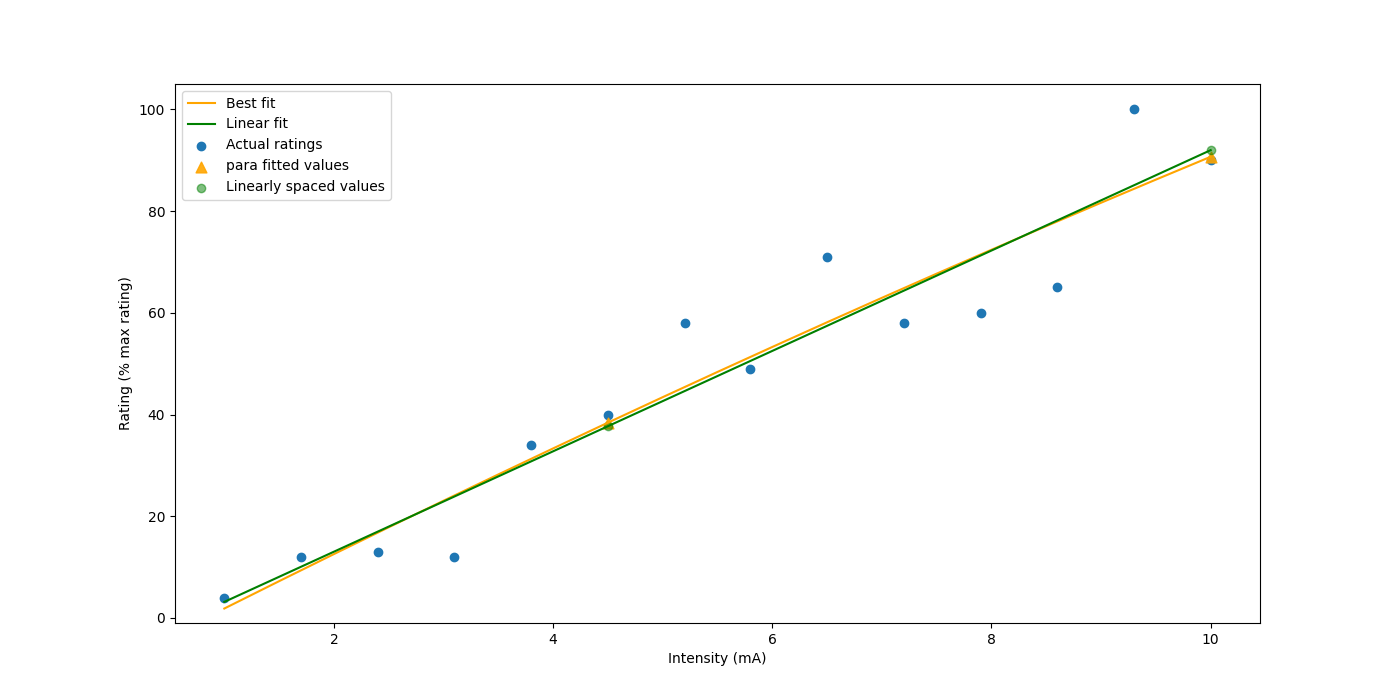 Best fit
Linear fit
Actual ratings
para fitted values
Linearly spaced values
100
80
60
40
20
0
Rating (% max rating)
2 4 6 8 10
Intensity (mA)